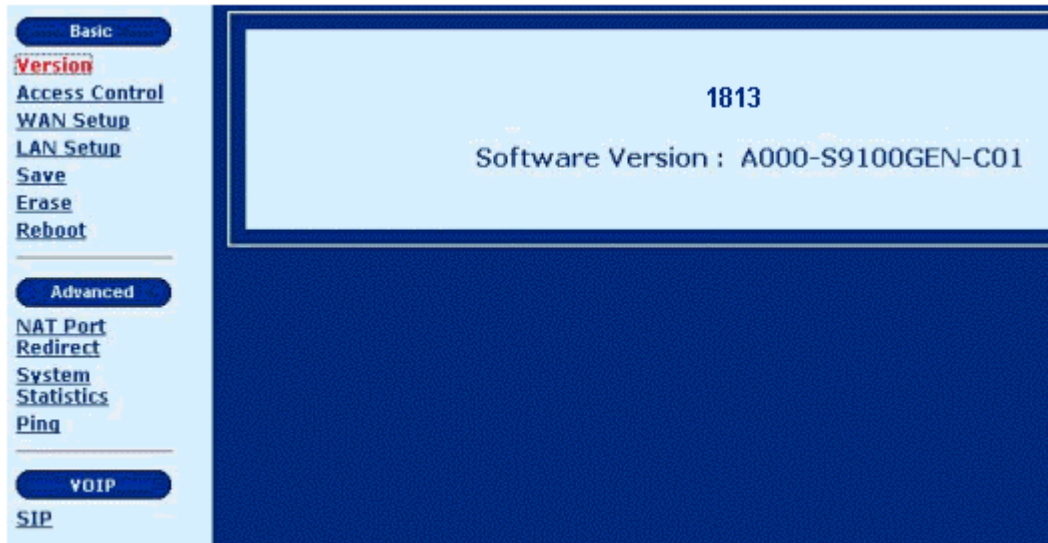 Basic
Version
Access Control
WAN Setup
LAN Setup
Save
Erase
Reboot
Advanced
NAT Port
Redirect
System
Statistics
Ping
VOIP
SIP
1813
Software Version : A000-S9100GEN-C01